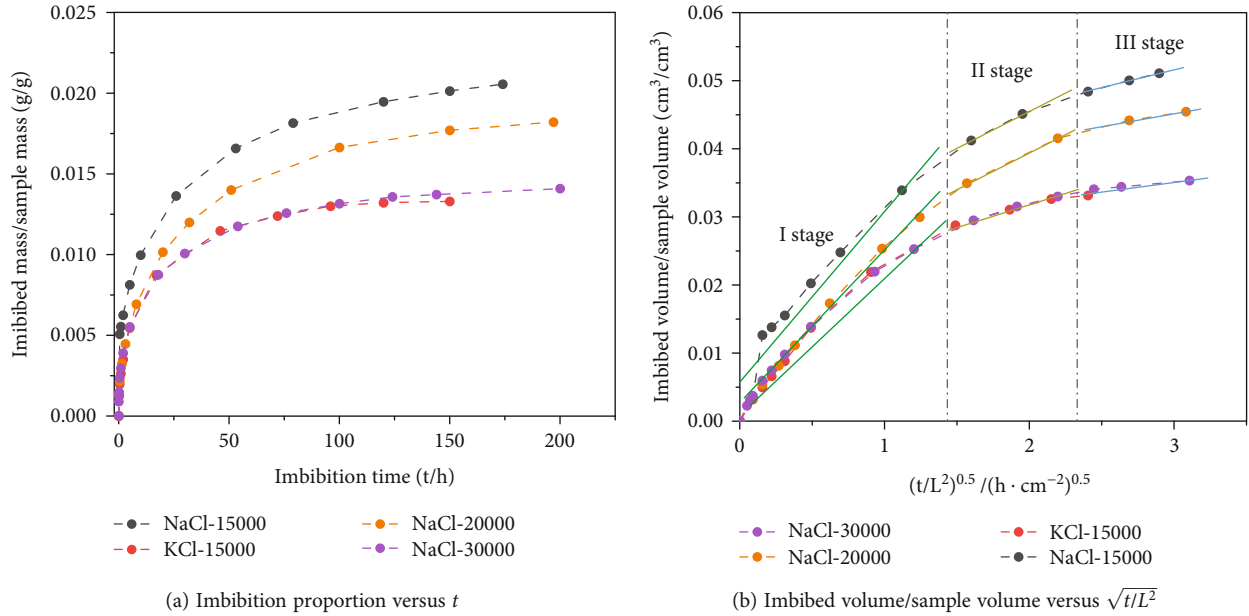 0.025
0.020
0.015
0.010
0.005
0.000
Imibibed mass/sample mass (g/g)
0
50
100
150
200
Imbibition time (t/h)
NaCl-15000
NaCl-20000
KCl-15000
NaCl-30000
(a) Imbibition proportion versus t
0.06
0.05
0.04
0.03
0.02
0.01
0.00
Imbibed volume/sample volume (cm³/cm³)
I stage
II stage
III stage
0
1
2
3
(t/L²)^0.5 /(h · cm⁻²)^0.5
NaCl-30000
KCl-15000
NaCl-20000
NaCl-15000
(b) Imbibed volume/sample volume versus √t/L²